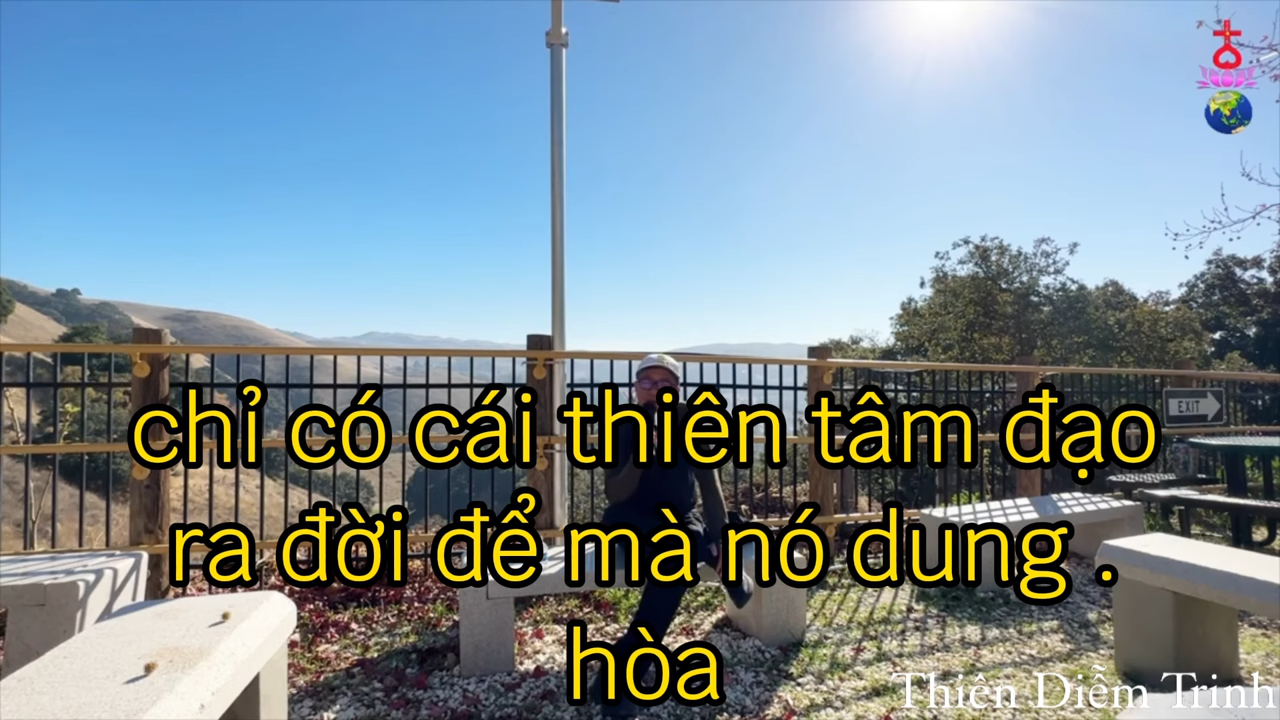 EXIT
chỉ có cái thiên tâm đạo
ra đời để mà nó dung .
hòa
Thiên Diễm Trinh